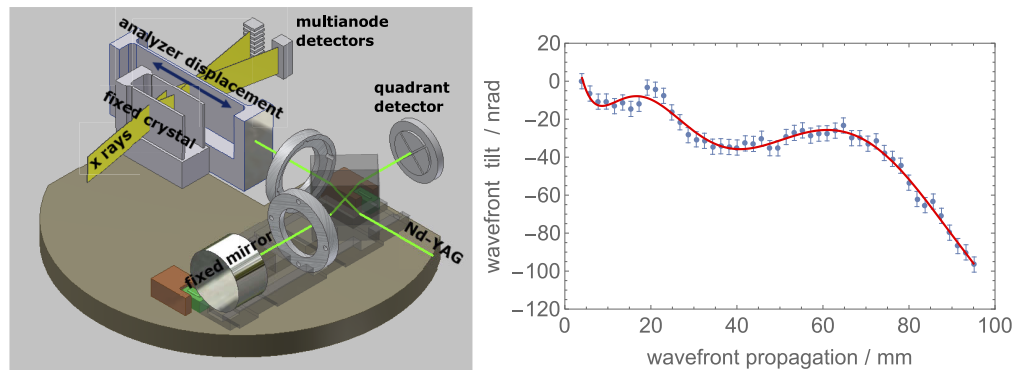 multianode
detectors
analyzer displacement
quadrant
detector
fixed crystal
x rays
Nd-YAG
fixed mirror
wavefront tilt / nrad
20
0
−20
−40
−60
−80
−100
−120
0 20 40 60 80 100
wavefront propagation / mm